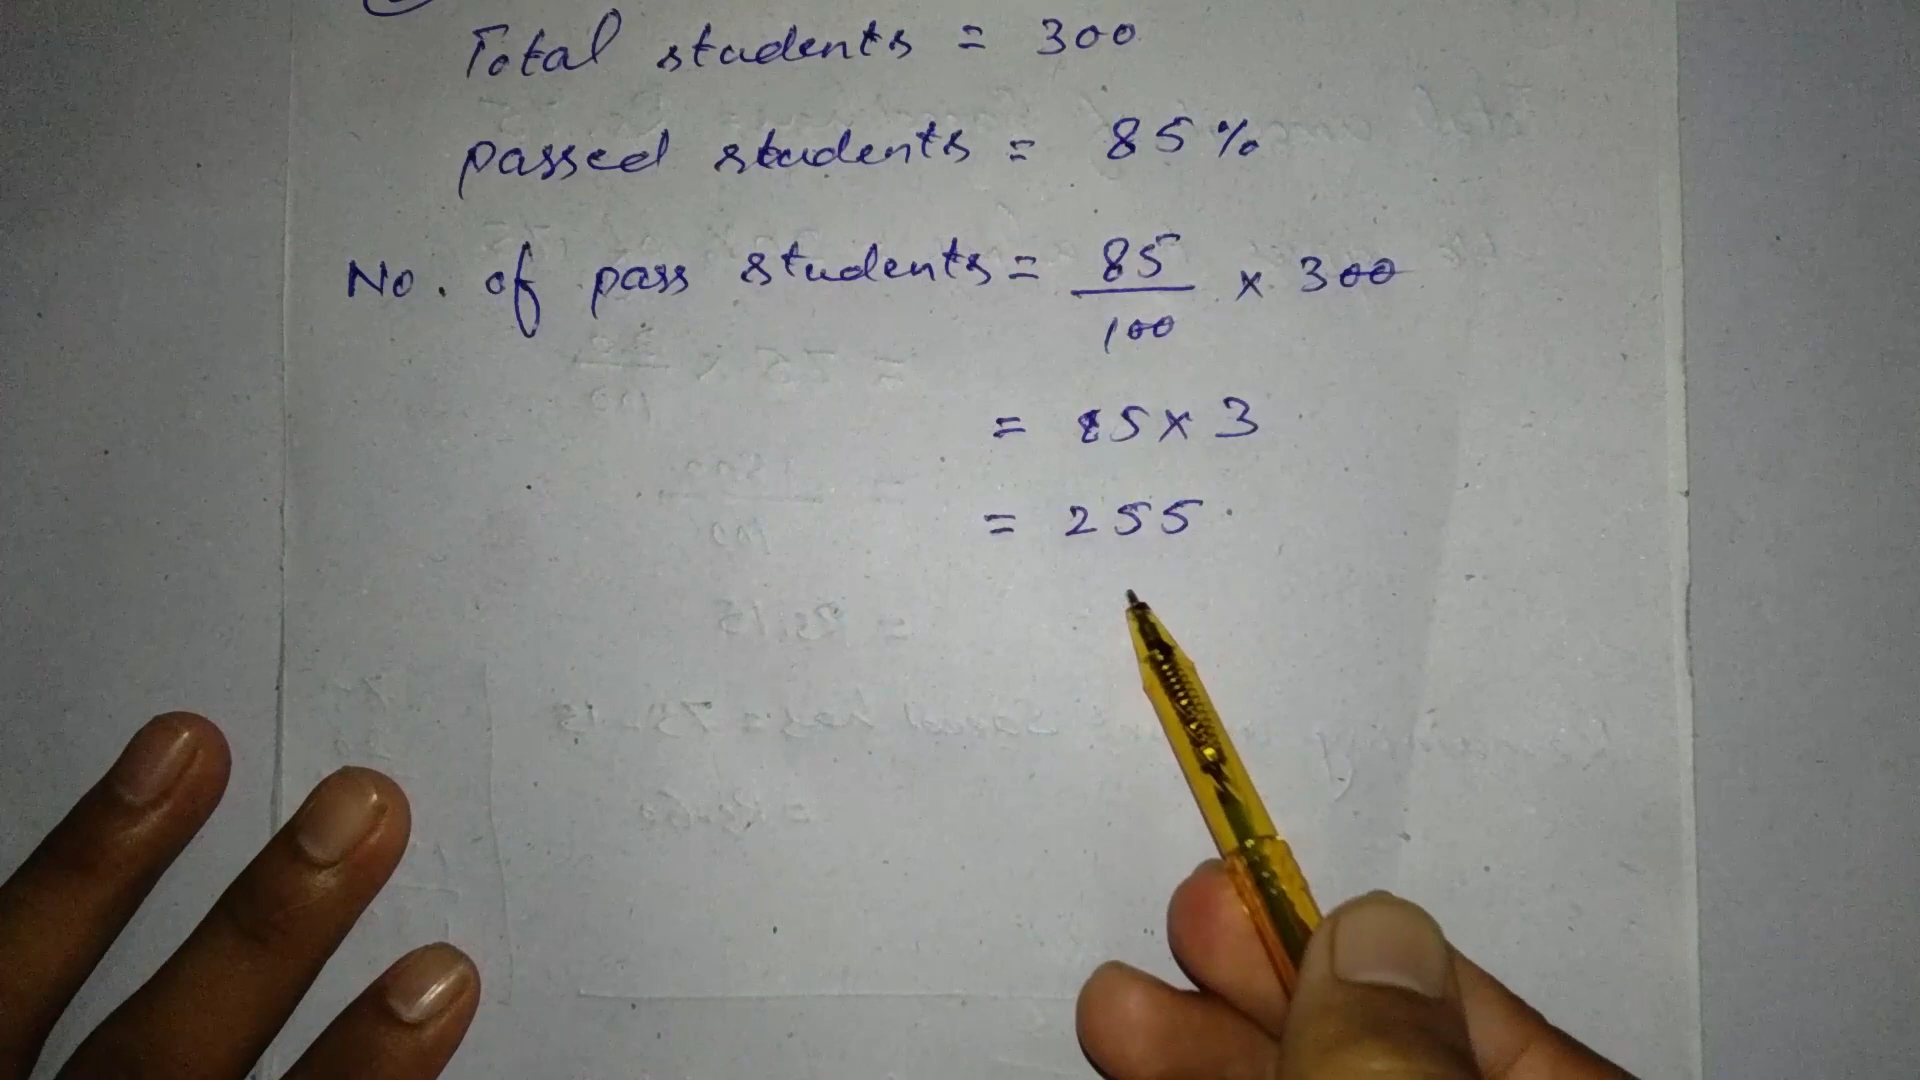 Total students = 300
passed students = 85%
No. of pass students = 85/100 x 300
= 85 x 3
= 255